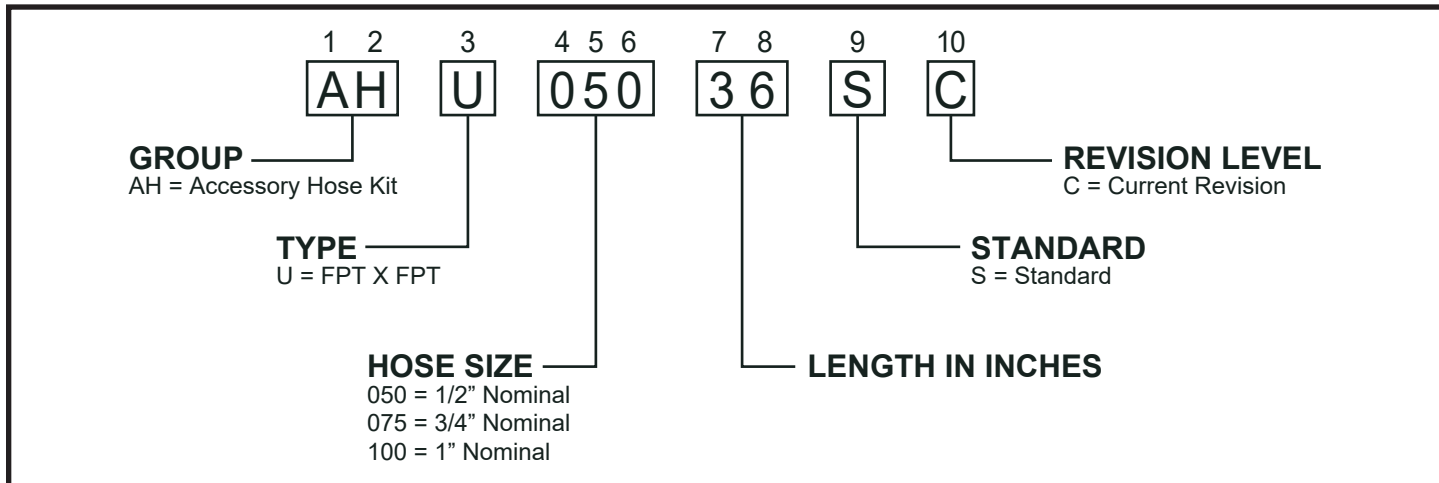 1 2 3 4 5 6 7 8 9 10
AH U 050 36 S C
GROUP
AH = Accessory Hose Kit
REVISION LEVEL
C = Current Revision
TYPE
U = FPT X FPT
STANDARD
S = Standard
HOSE SIZE
050 = 1/2” Nominal
075 = 3/4” Nominal
100 = 1” Nominal
LENGTH IN INCHES